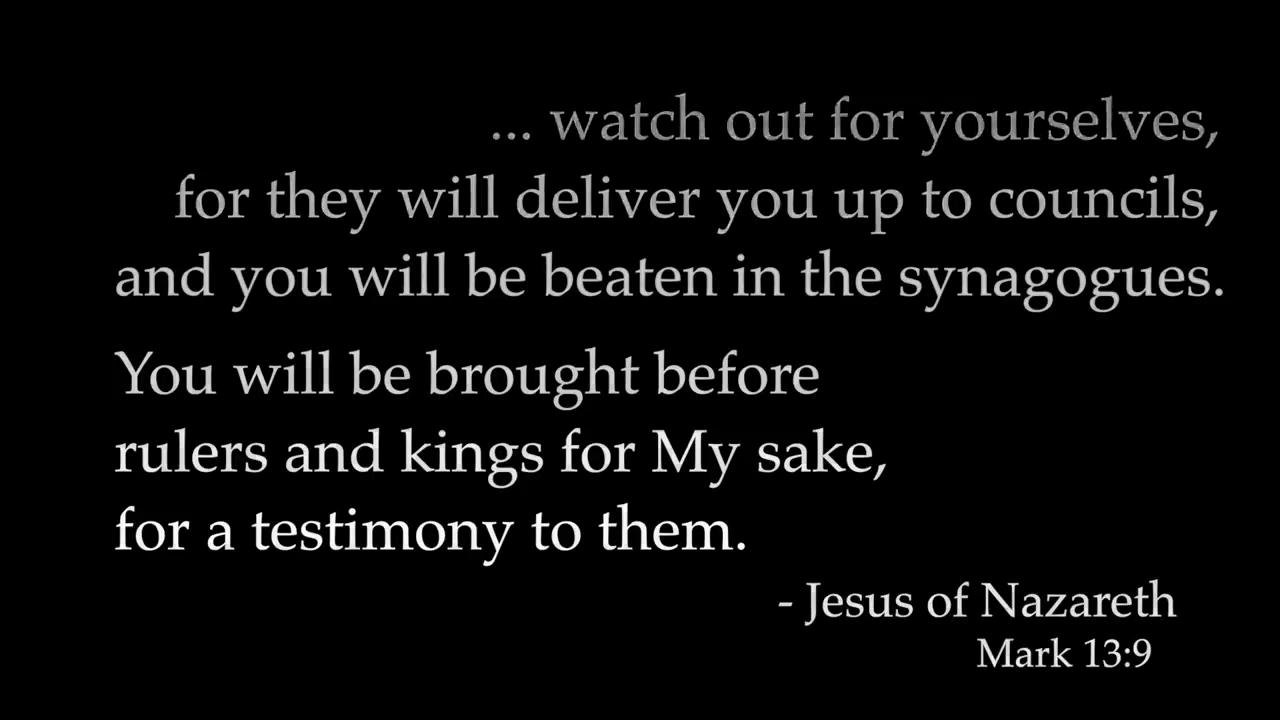 ... watch out for yourselves,
for they will deliver you up to councils,
and you will be beaten in the synagogues.
You will be brought before
rulers and kings for My sake,
for a testimony to them.
- Jesus of Nazareth
Mark 13:9